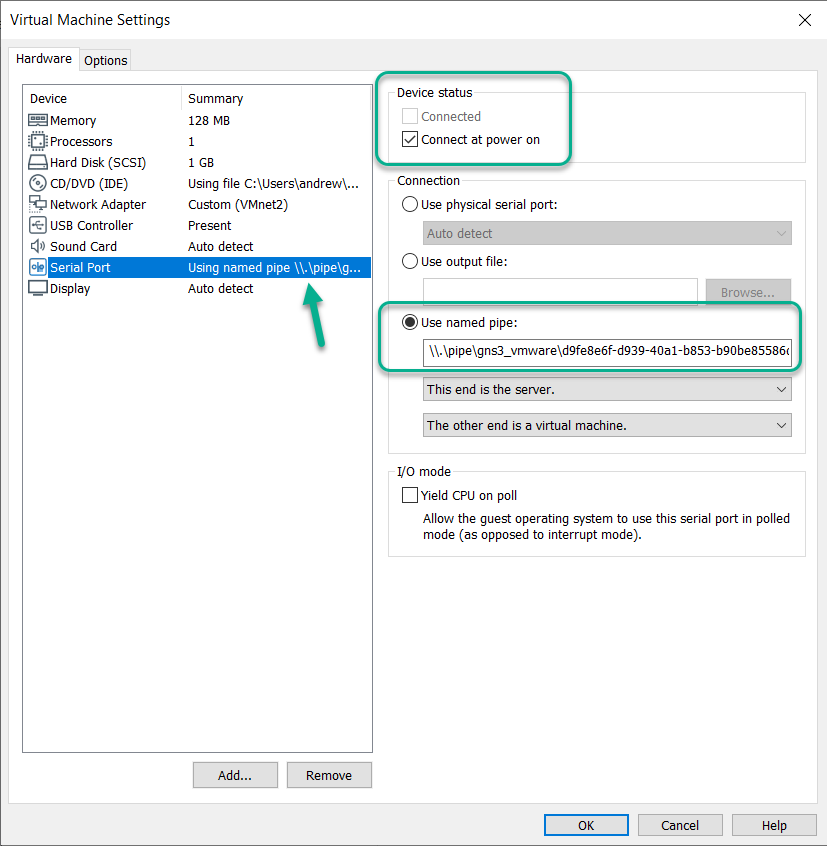 Virtual Machine Settings
Hardware
Options
Device Summary
Memory 128 MB
Processors 1
Hard Disk (SCSI) 1 GB
CD/DVD (IDE) Using file C:\Users\andrew\...
Network Adapter Custom (VMnet2)
USB Controller Present
Sound Card Auto detect
Serial Port Using named pipe \\.\pipe\g...
Display Auto detect
Add...
Remove
Device status
Connected
Connect at power on
Connection
Use physical serial port:
Auto detect
Use output file:
Browse...
Use named pipe:
\\.\pipe\gns3_vmware\d9fe8e6f-d939-40a1-b853-b90be85586
This end is the server.
The other end is a virtual machine.
I/O mode
Yield CPU on poll
Allow the guest operating system to use this serial port in polled
mode (as opposed to interrupt mode).
OK
Cancel
Help